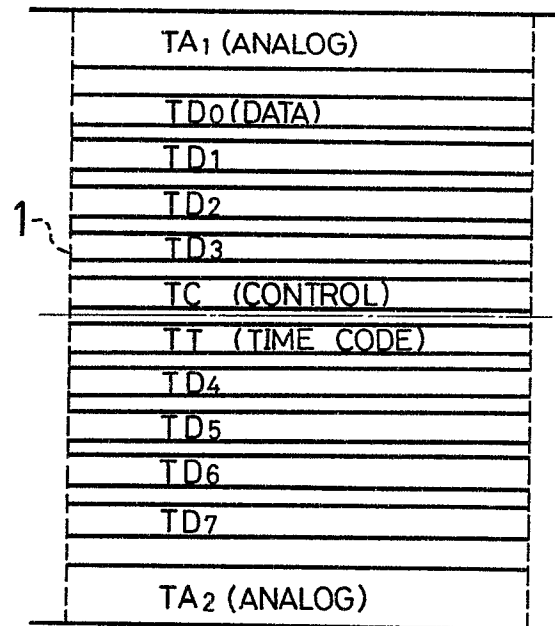 TA1 (ANALOG)
TD0 (DATA)
TD1
TD2
1
TD3
TC (CONTROL)
TT (TIME CODE)
TD4
TD5
TD6
TD7
TA2 (ANALOG)